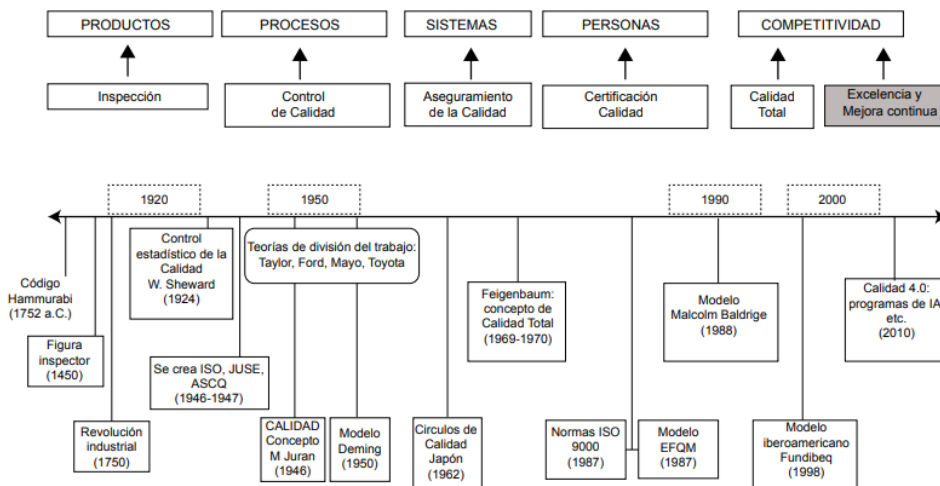 PRODUCTOS
PROCESOS
SISTEMAS
PERSONAS
COMPETITIVIDAD
Inspección
Control
de Calidad
Aseguramiento
de la Calidad
Certificación
Calidad
Calidad
Total
Excelencia y
Mejora continua
1920
1950
1990
2000
Código
Hammurabi
(1752 a.C.)
Figura
inspector
(1450)
Revolución
industrial
(1750)
Control
estadístico de la
Calidad
W. Sheward
(1924)
Se crea ISO, JUSE,
ASCQ
(1946-1947)
Teorías de división del trabajo:
Taylor, Ford, Mayo, Toyota
CALIDAD
Concepto
M Juran
(1946)
Modelo
Deming
(1950)
Circulos de
Calidad
Japón
(1962)
Feigenbaum:
concepto de
Calidad Total
(1969-1970)
Normas ISO
9000
(1987)
Modelo
EFQM
(1987)
Modelo
Malcolm Baldrige
(1988)
Modelo
iberoamericano
Fundibeq
(1998)
Calidad 4.0:
programas de IA
etc.
(2010)